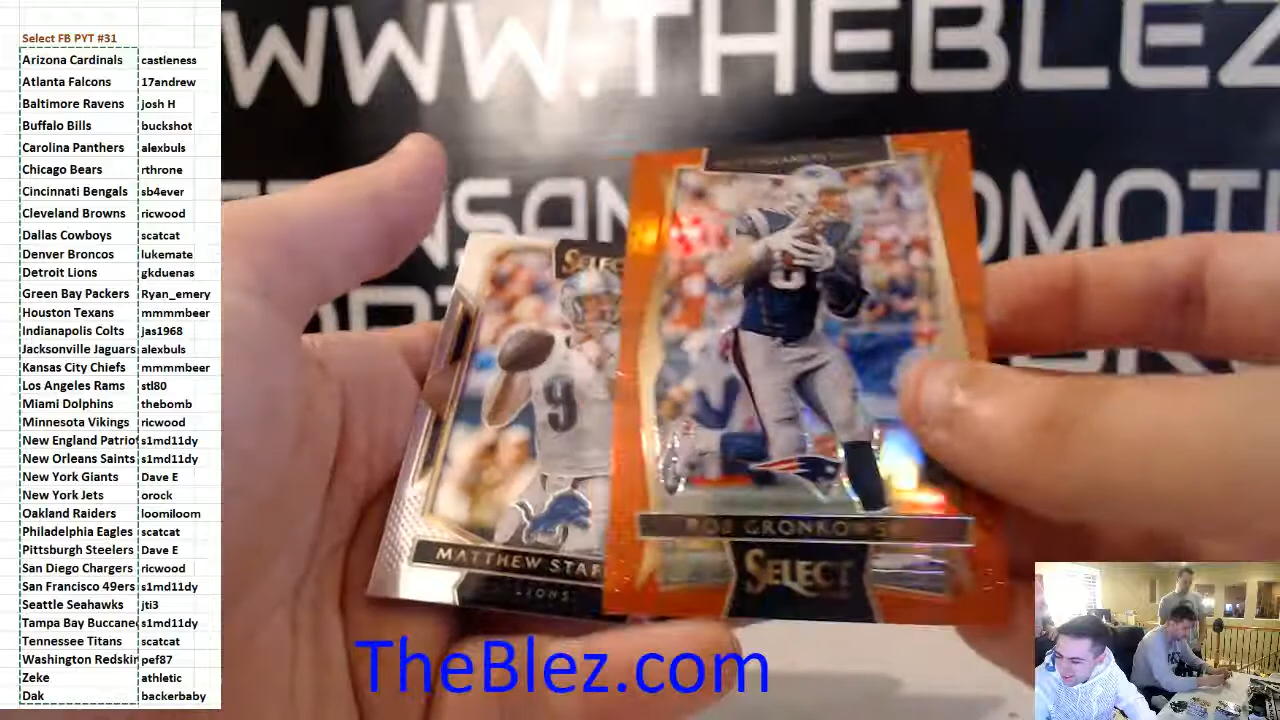 Select FB PYT #31
Arizona Cardinals castleness
Atlanta Falcons 17andrew
Baltimore Ravens josh H
Buffalo Bills buckshot
Carolina Panthers alexbuls
Chicago Bears rthrone
Cincinnati Bengals sb4ever
Cleveland Browns ricwood
Dallas Cowboys scatcat
Denver Broncos lukemate
Detroit Lions gkduenas
Green Bay Packers Ryan_emery
Houston Texans mmmmbeer
Indianapolis Colts jas1968
Jacksonville Jaguars alexbuls
Kansas City Chiefs mmmmbeer
Los Angeles Rams stl80
Miami Dolphins thebomb
Minnesota Vikings ricwood
New England Patriot s1md11dy
New Orleans Saints s1md11dy
New York Giants Dave E
New York Jets orock
Oakland Raiders loomiloom
Philadelphia Eagles scatcat
Pittsburgh Steelers Dave E
San Diego Chargers ricwood
San Francisco 49ers s1md11dy
Seattle Seahawks jti3
Tampa Bay Buccane s1md11dy
Tennessee Titans scatcat
Washington Redskin pef87
Zeke athletic
Dak backerbaby
WWW.THEBLEZ
SELEC
9
MATTHEW STAF
LIONS
ROB GRONKOWS
SELECT
TheBlez.com